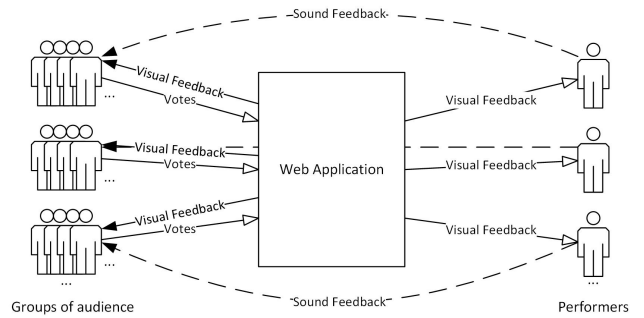 Sound Feedback
Visual Feedback
Votes
...
Visual Feedback
Visual Feedback
Votes
...
Web Application
Visual Feedback
Visual Feedback
Votes
...
Visual Feedback
...
...
Sound Feedback
Groups of audience
Performers